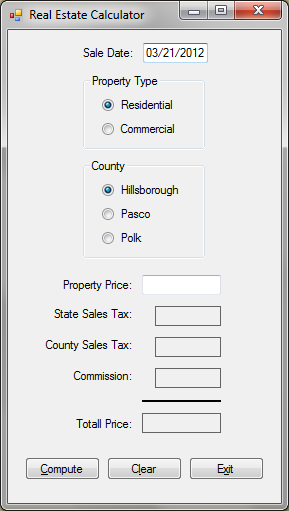 Real Estate Calculator
Sale Date: 03/21/2012
Property Type
Residential
Commercial
County
Hillsborough
Pasco
Polk
Property Price:
State Sales Tax:
County Sales Tax:
Commission:
Totall Price:
Compute Clear Exit